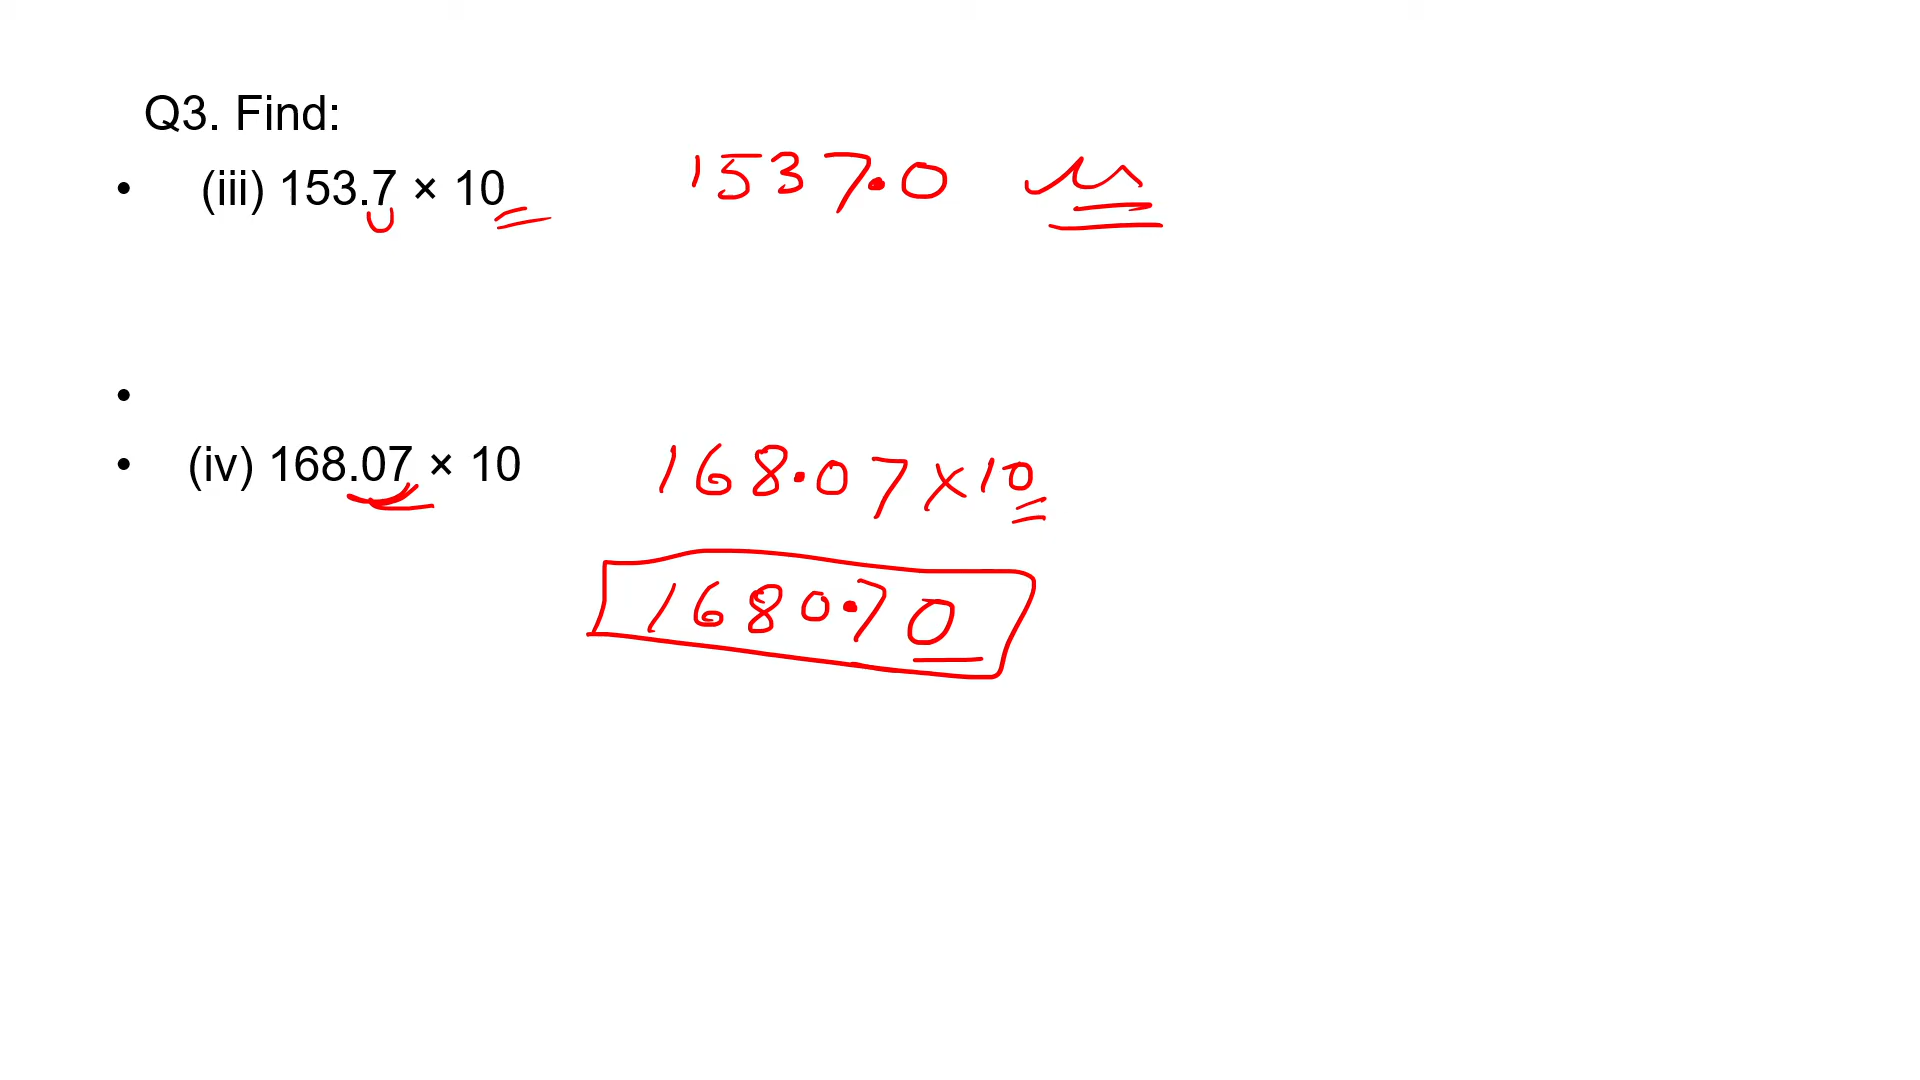 Q3. Find:
• (iii) 153.7 × 10 1537.0
•
• (iv) 168.07 × 10 168.07 × 10
1680.70